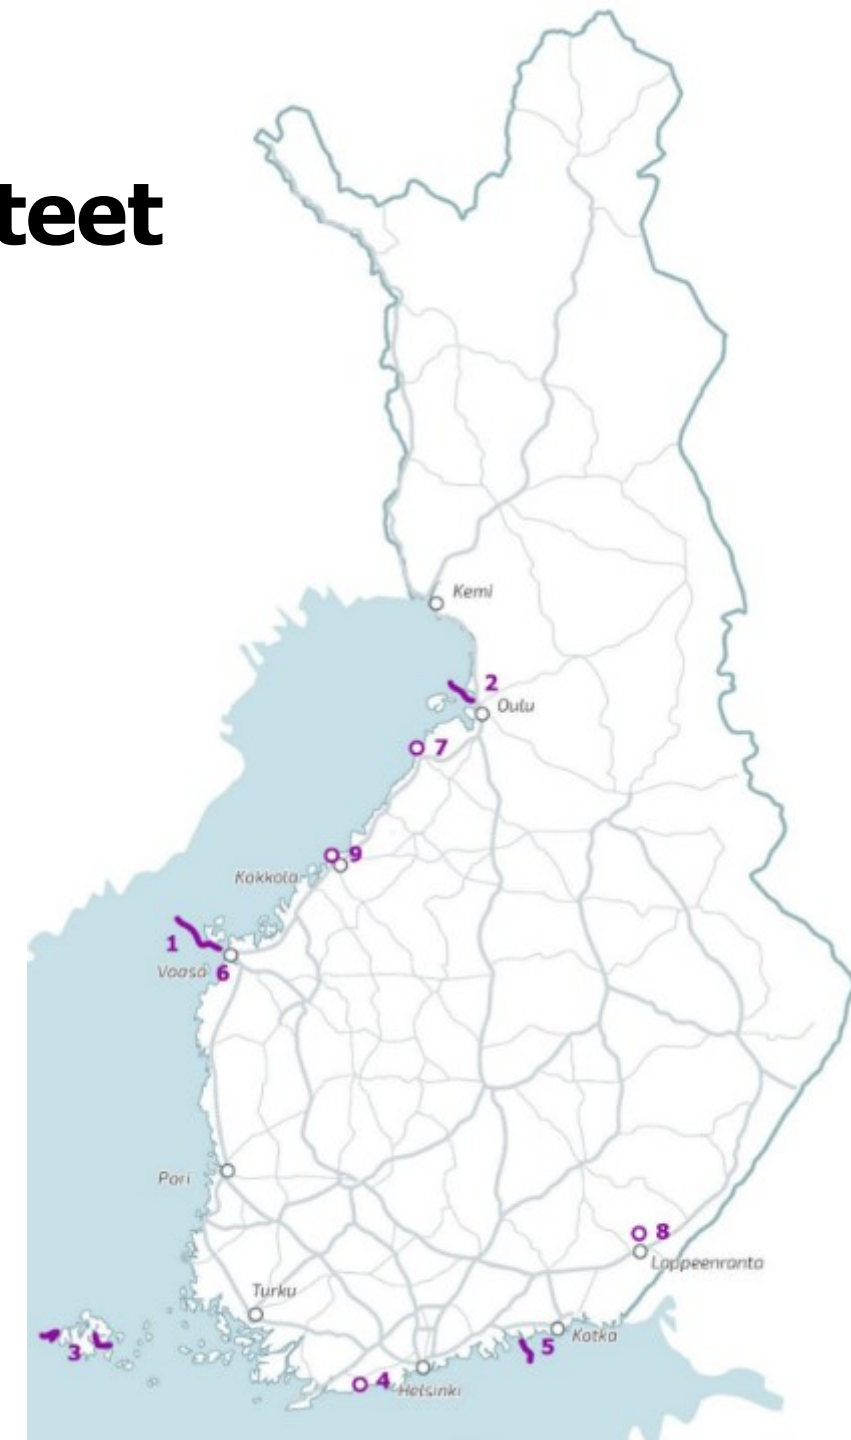 teet
Kemi
2
Oulu
7
9
Kokkola
1
Vaasa 6
Pori
8
Lappeenranta
Turku
Kotka
3
5
4
Helsinki